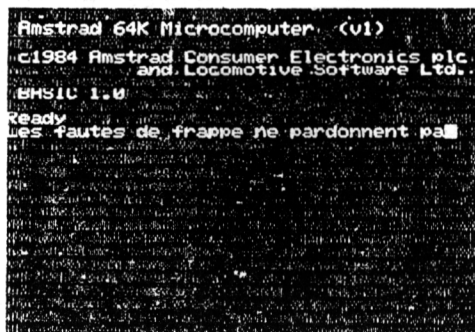 Amstrad 64K Microcomputer (v1)
c1984 Amstrad Consumer Electronics plc
and Locomotive Software Ltd.
BASIC 1.0
Ready
Les fautes de frappe ne pardonnent pa